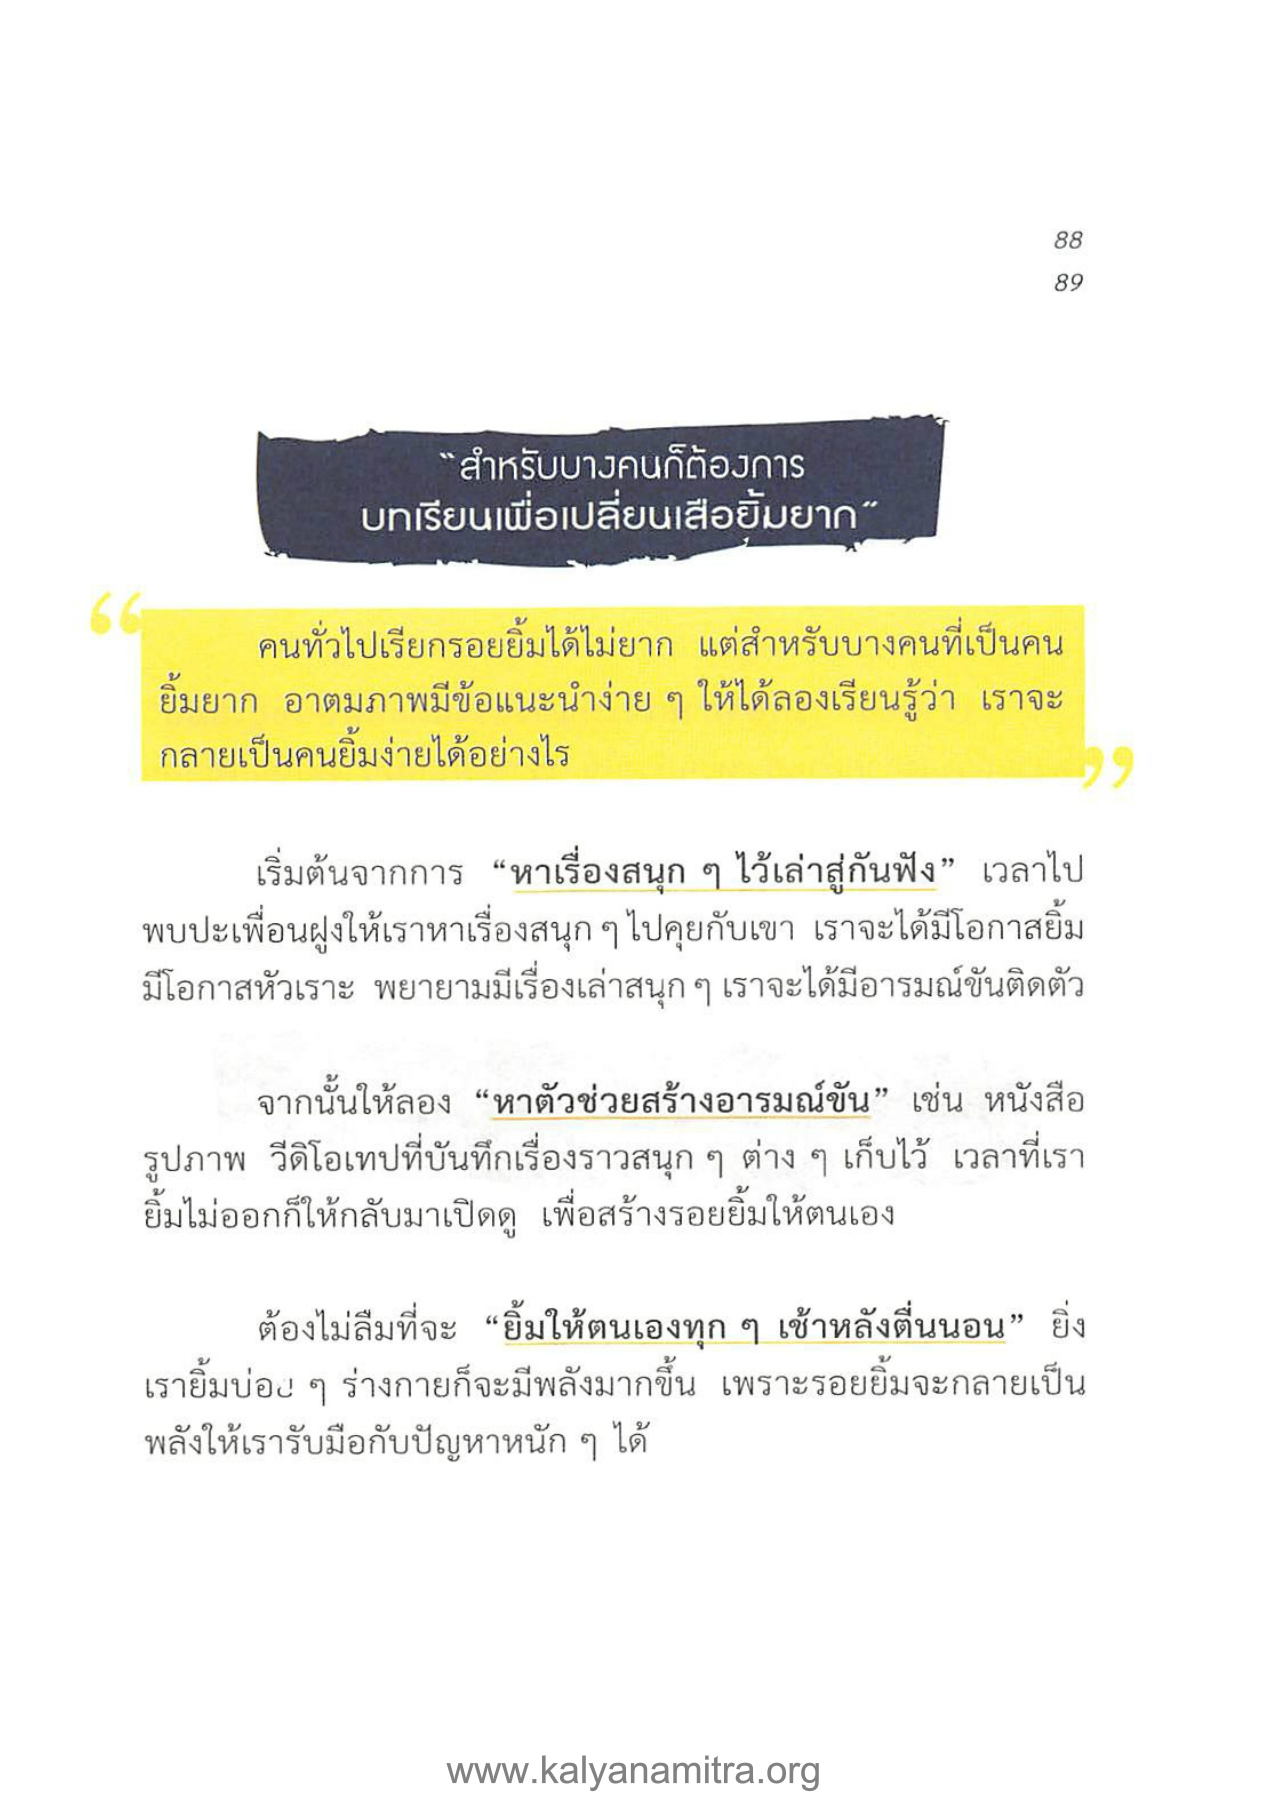 88
89
“สำหรับบางคนก็ต้องการ
บทเรียนเพื่อเปลี่ยนเสือยิ้มยาก”
“
คนทั่วไปเรียกรอยยิ้มได้ไม่ยาก แต่สำหรับบางคนที่เป็นคน
ยิ้มยาก อาตมภาพมีข้อแนะนำง่าย ๆ ให้ได้ลองเรียนรู้ว่า เราจะ
กลายเป็นคนยิ้มง่ายได้อย่างไร
”
เริ่มต้นจากการ “หาเรื่องสนุก ๆ ไว้เล่าสู่กันฟัง” เวลาไป
พบปะเพื่อนฝูงให้เราหาเรื่องสนุก ๆ ไปคุยกับเขา เราจะได้มีโอกาสยิ้ม
มีโอกาสหัวเราะ พยายามมีเรื่องเล่าสนุก ๆ เราจะได้มีอารมณ์ขันติดตัว
จากนั้นให้ลอง “หาตัวช่วยสร้างอารมณ์ขัน” เช่น หนังสือ
รูปภาพ วีดิโอเทปที่บันทึกเรื่องราวสนุก ๆ ต่าง ๆ เก็บไว้ เวลาที่เรา
ยิ้มไม่ออกก็ให้กลับมาเปิดดู เพื่อสร้างรอยยิ้มให้ตนเอง
ต้องไม่ลืมที่จะ “ยิ้มให้ตนเองทุก ๆ เช้าหลังตื่นนอน” ยิ่ง
เรายิ้มบ่อย ๆ ร่างกายก็จะมีพลังมากขึ้น เพราะรอยยิ้มจะกลายเป็น
พลังให้เรารับมือกับปัญหาหนัก ๆ ได้
www.kalyanamitra.org